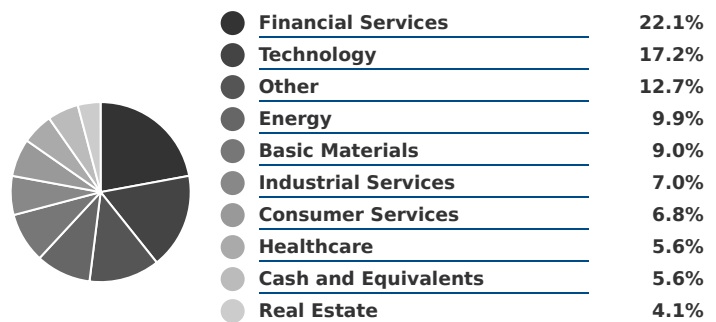 Financial Services 22.1%
Technology 17.2%
Other 12.7%
Energy 9.9%
Basic Materials 9.0%
Industrial Services 7.0%
Consumer Services 6.8%
Healthcare 5.6%
Cash and Equivalents 5.6%
Real Estate 4.1%